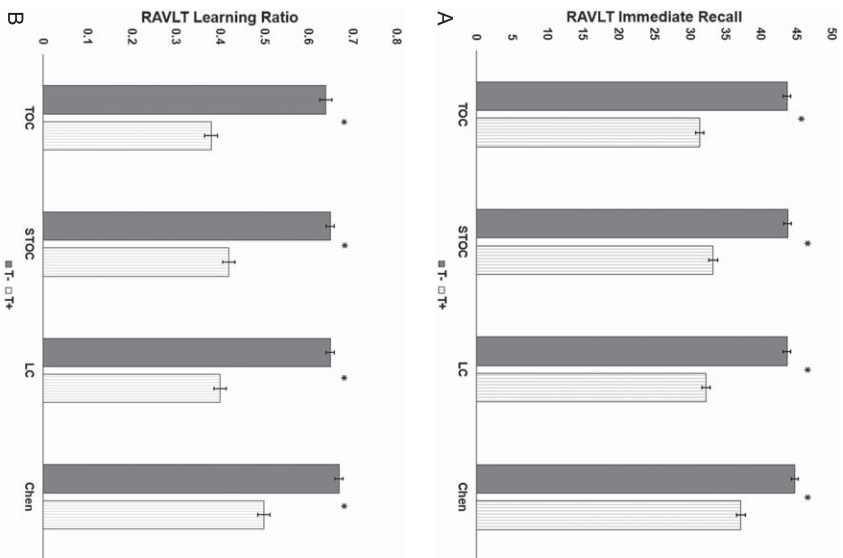 A
RAVLT Immediate Recall
50
45
40
35
30
25
20
15
10
5
0
*
*
*
*
TOC
STOC
LC
Chen
T- T+
B
RAVLT Learning Ratio
0.8
0.7
0.6
0.5
0.4
0.3
0.2
0.1
0
*
*
*
*
TOC
STOC
LC
Chen
T- T+